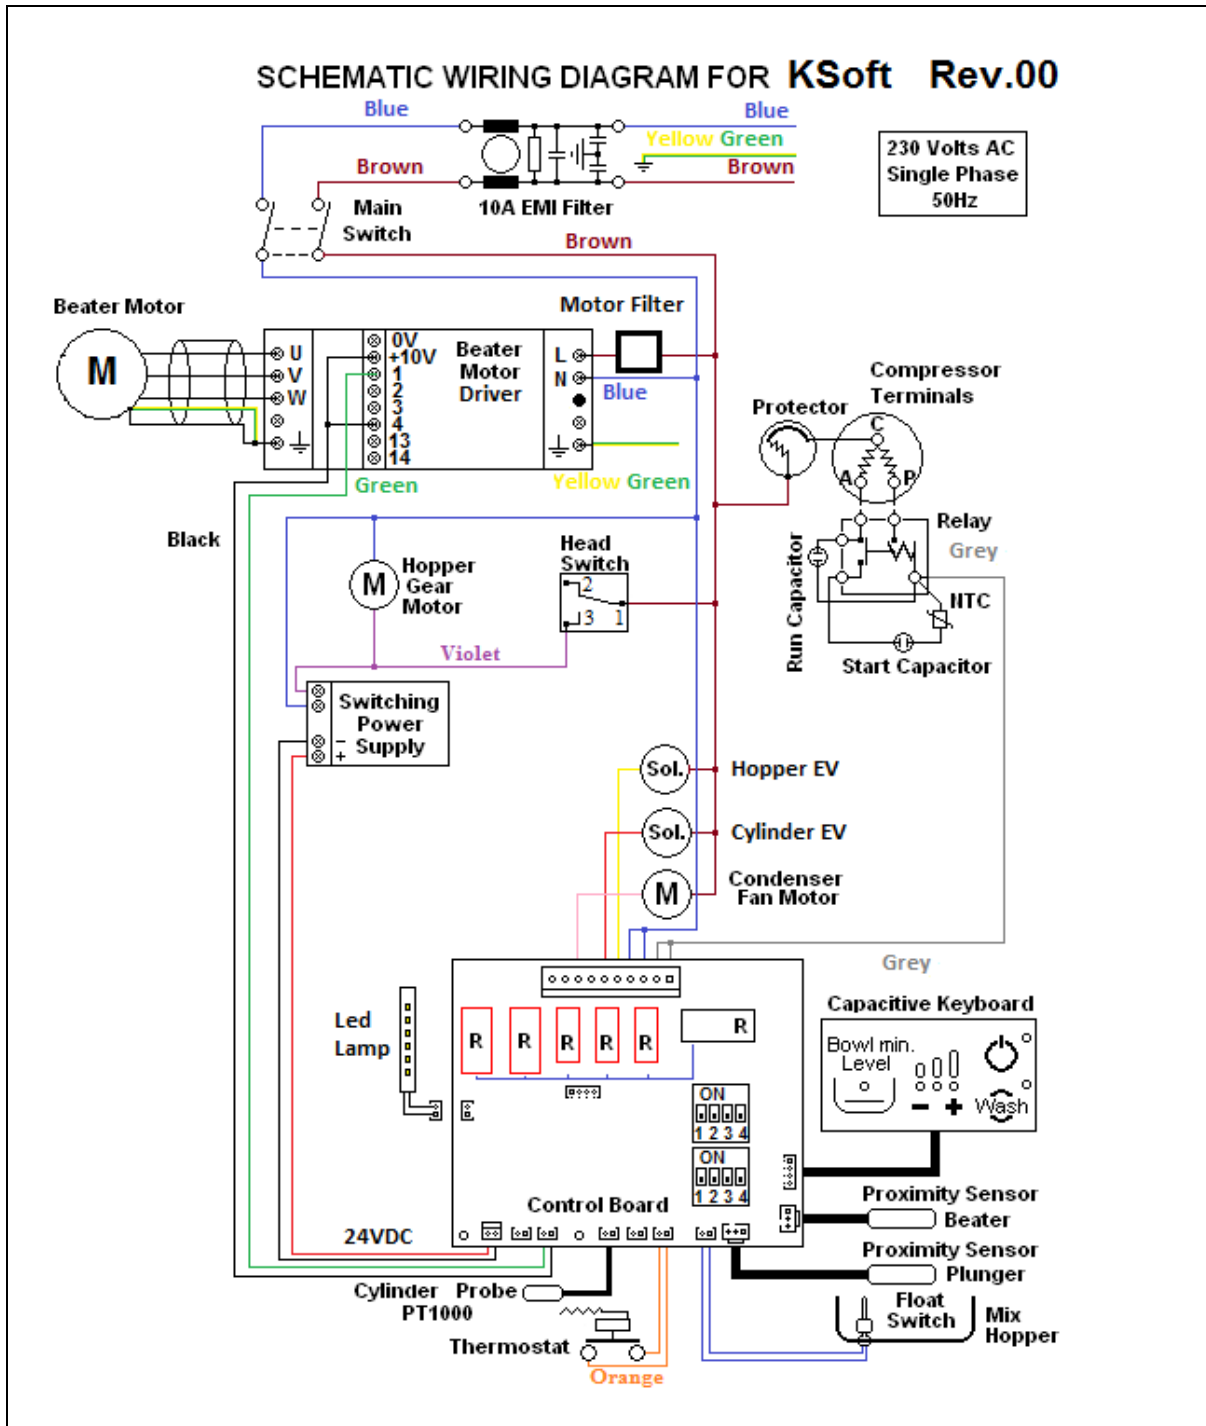 SCHEMATIC WIRING DIAGRAM FOR KSoft Rev.00
Blue
Blue
Yellow Green
Brown
Brown
230 Volts AC
Single Phase
50Hz
10A EMI Filter
Main
Switch
Brown
Beater Motor
M
U
V
W
0V
+10V
1
2
3
4
13
14
Beater
Motor
Driver
L
N
Motor Filter
Blue
Green
Yellow Green
Compressor
Terminals
Protector
C
A
P
Relay
Grey
NTC
Run Capacitor
Start Capacitor
Black
M
Hopper
Gear
Motor
Head
Switch
2
3 1
Violet
Switching
Power
Supply
–
+
Sol.
Hopper EV
Sol.
Cylinder EV
M
Condenser
Fan Motor
Grey
Led
Lamp
R
R
R
R
R
R
ON
1 2 3 4
ON
1 2 3 4
Control Board
Capacitive Keyboard
Bowl min.
Level
– +
Wash
24VDC
Proximity Sensor
Beater
Proximity Sensor
Plunger
Cylinder Probe
PT1000
Thermostat
Orange
Float
Switch
Mix
Hopper